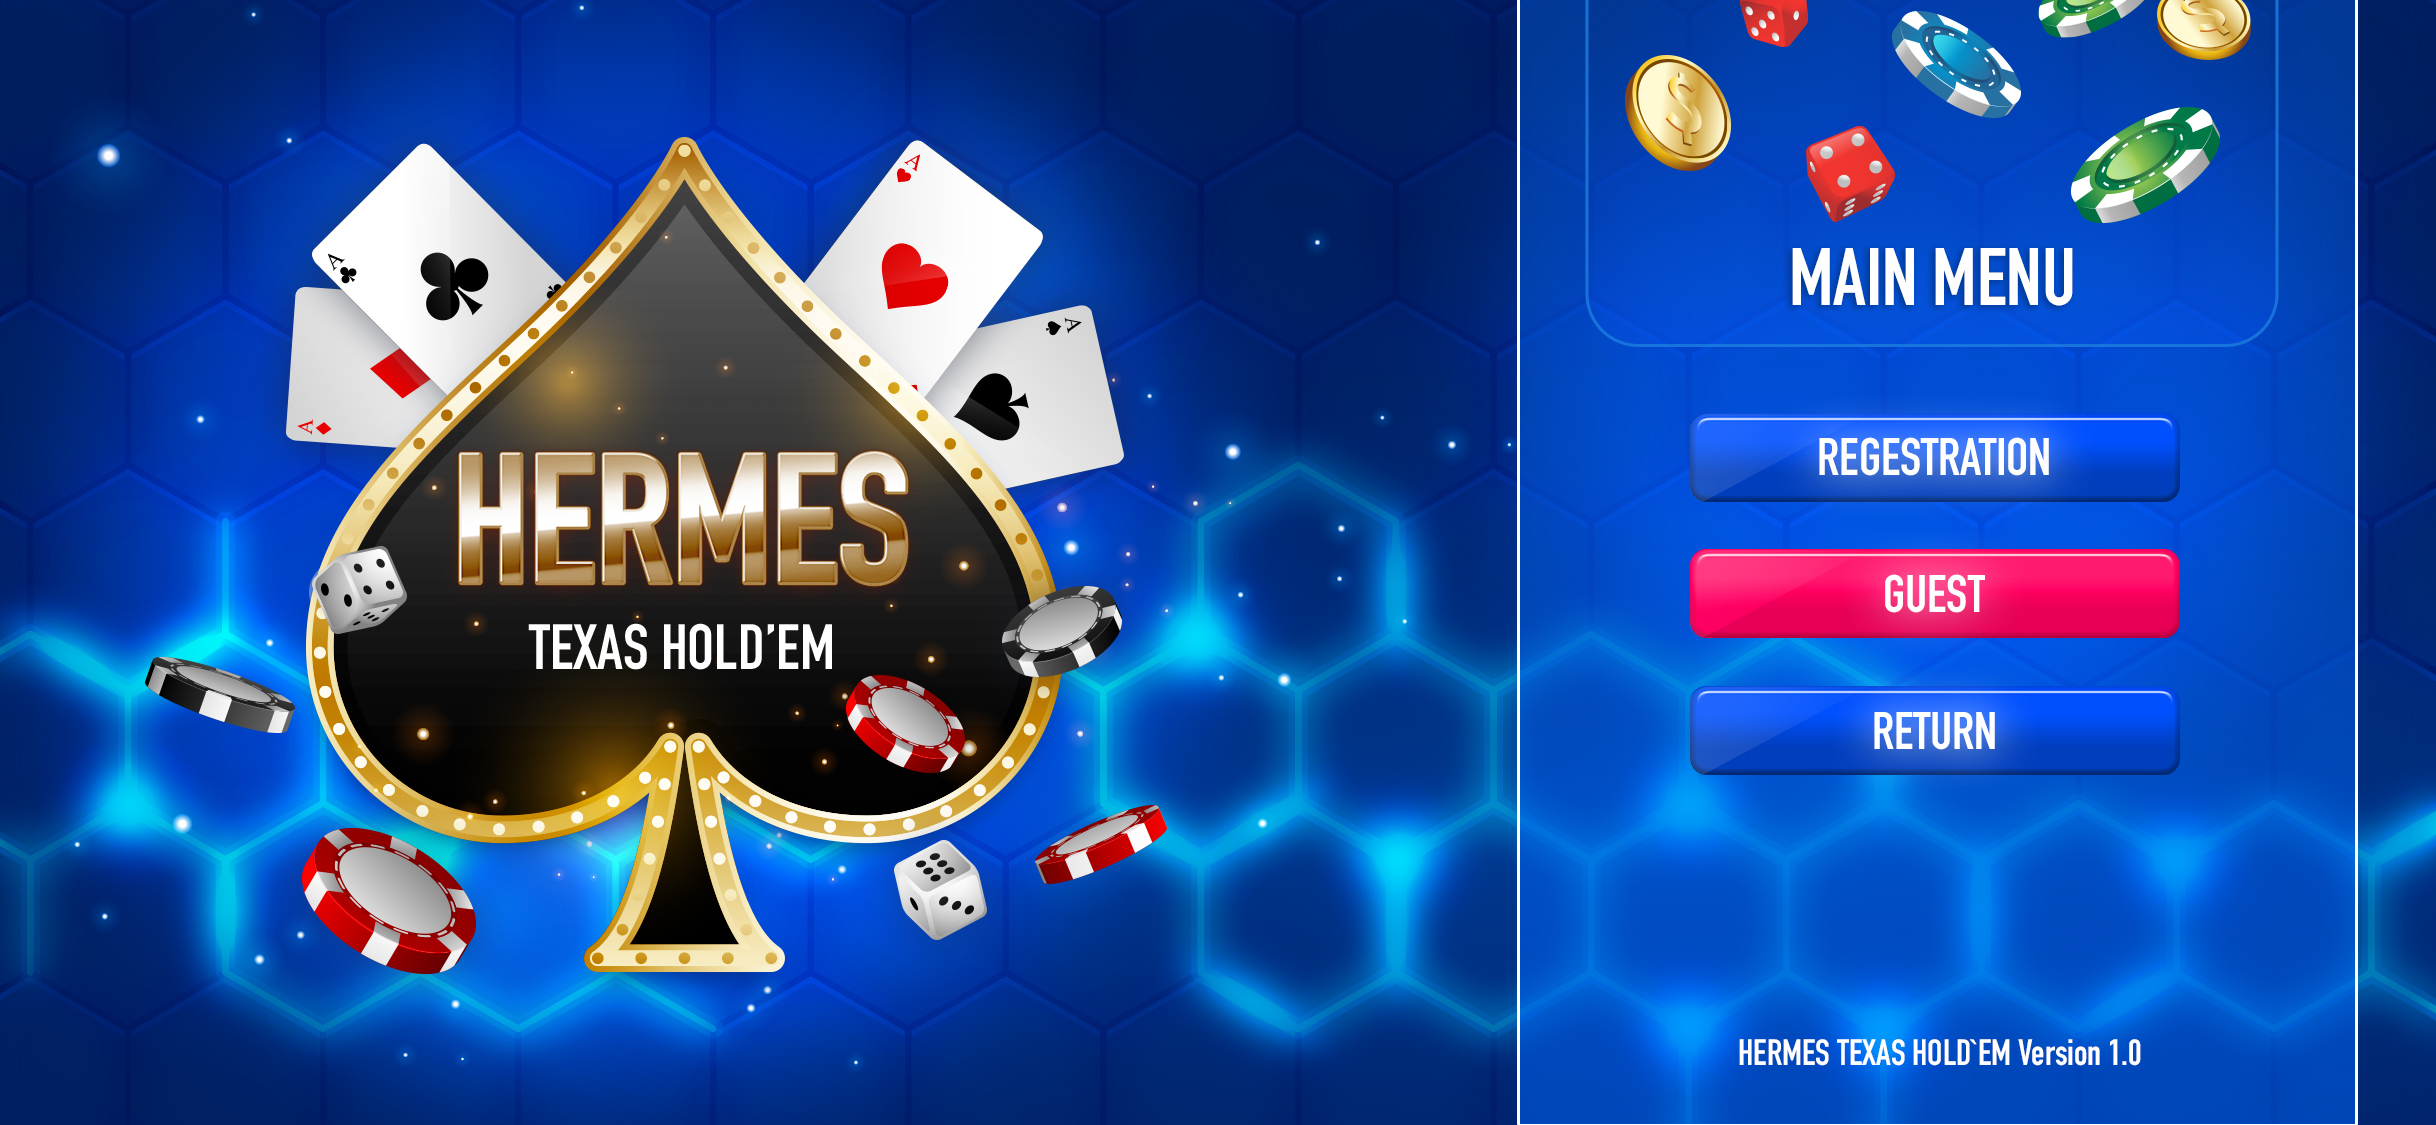 A
A
A
A
HERMES
TEXAS HOLD'EM
MAIN MENU
REGESTRATION
GUEST
RETURN
HERMES TEXAS HOLD`EM Version 1.0